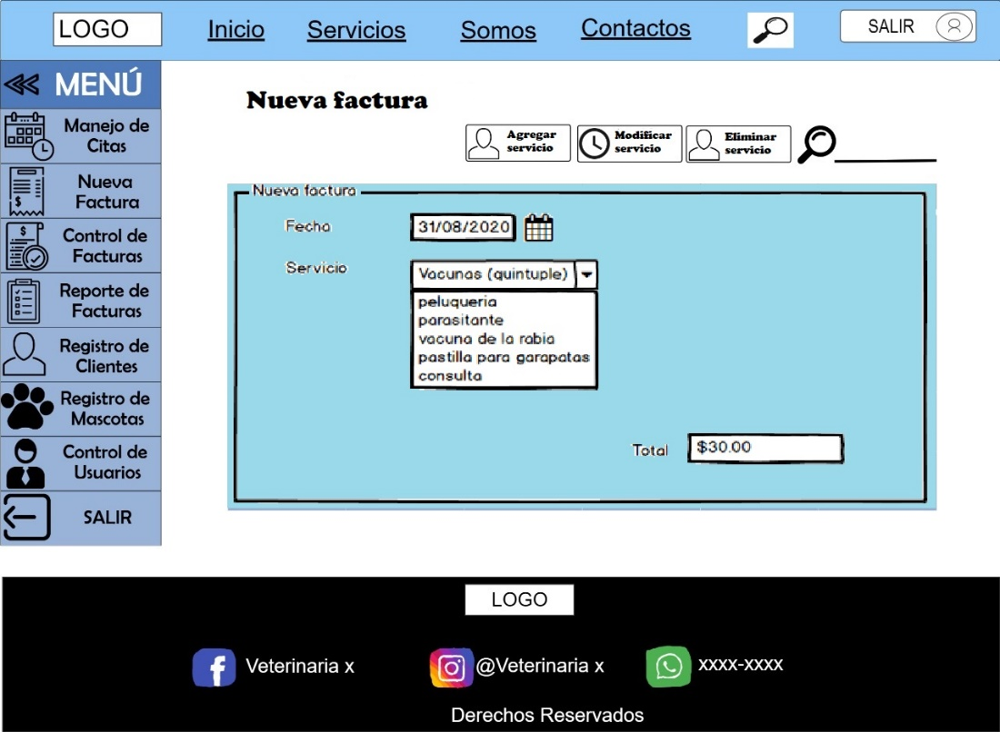 LOGO
Inicio
Servicios
Somos
Contactos
SALIR
MENÚ
Manejo de
Citas
Nueva
Factura
Control de
Facturas
Reporte de
Facturas
Registro de
Clientes
Registro de
Mascotas
Control de
Usuarios
SALIR
Nueva factura
Agregar
servicio
Modificar
servicio
Eliminar
servicio
Nueva factura
Fecha
31/08/2020
Servicio
Vacunas (quintuple)
peluqueria
parasitante
vacuna de la rabia
pastilla para garapatas
consulta
Total
$30.00
LOGO
Veterinaria x
@Veterinaria x
xxxx-xxxx
Derechos Reservados